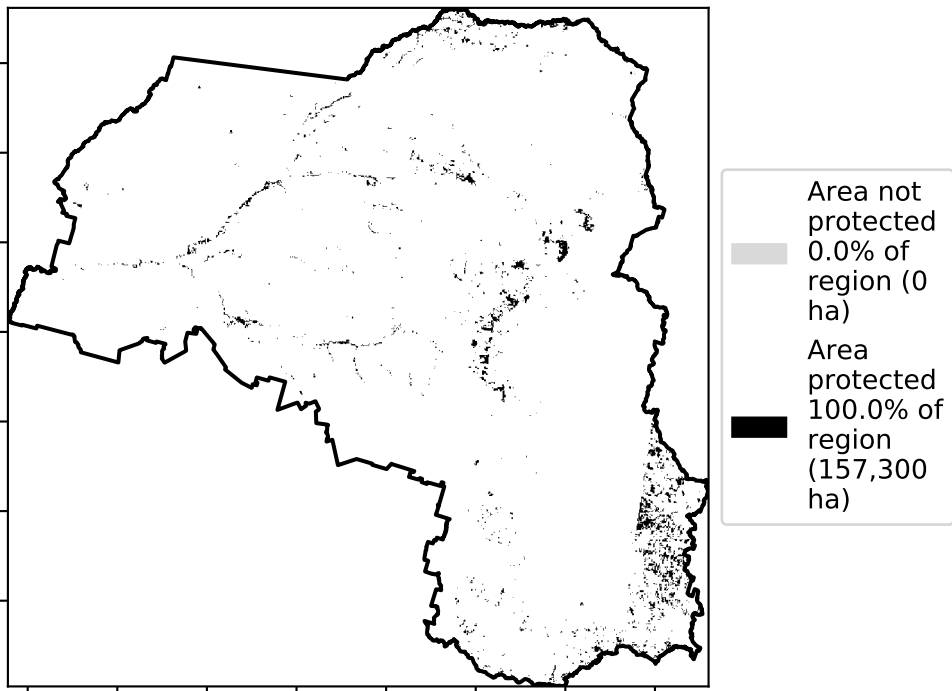 Area not
protected
0.0% of
region (0
ha)
Area
protected
100.0% of
region
(157,300
ha)